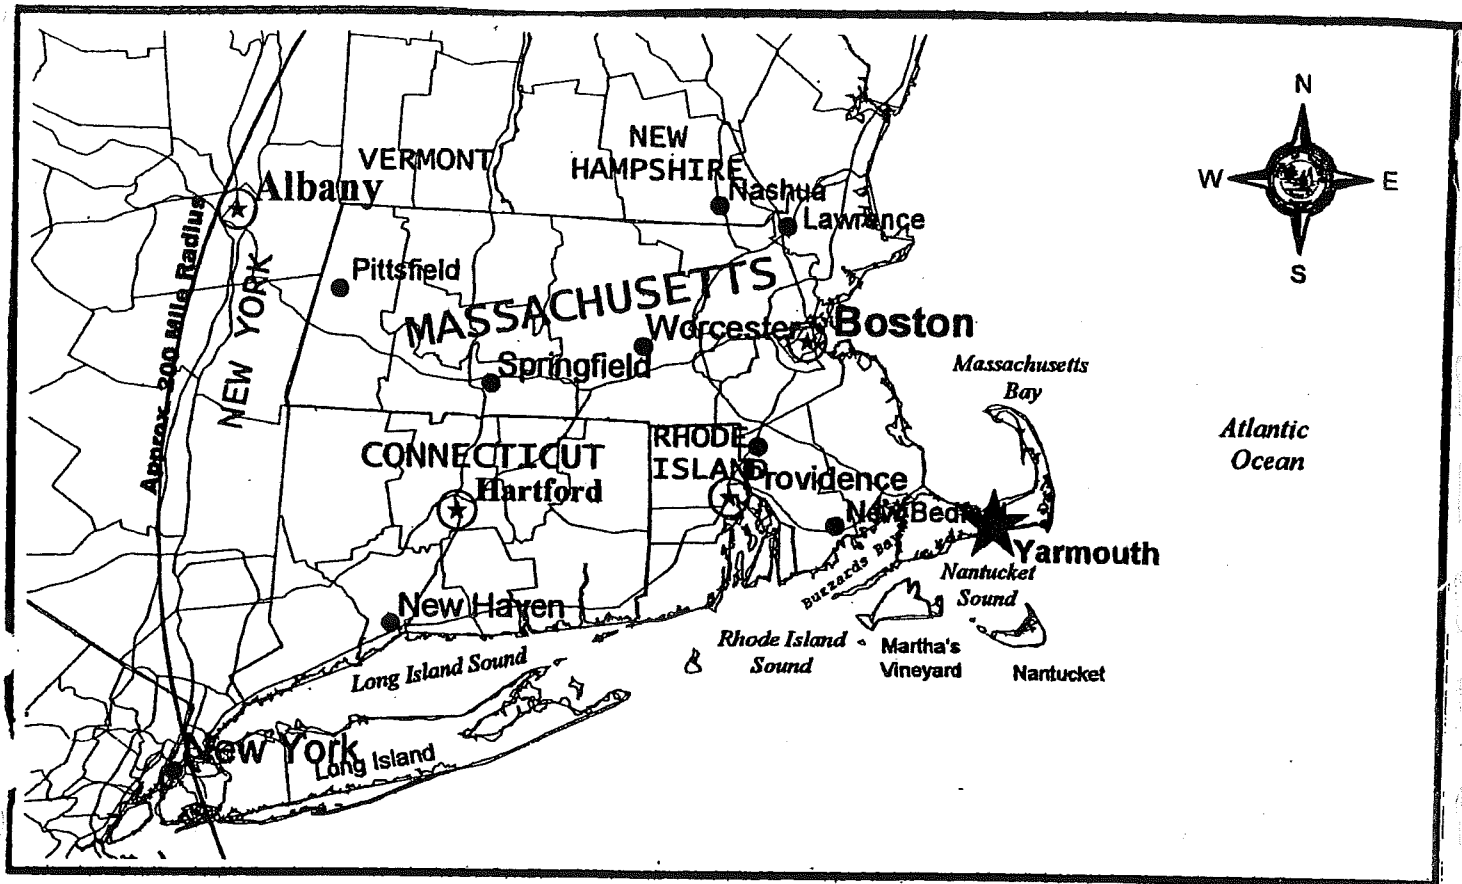 N
W E
S
VERMONT
NEW
HAMPSHIRE
Albany
Nashua
Lawrence
Approx. 200 Mile Radius
NEW YORK
Pittsfield
MASSACHUSETTS
Worcester
Boston
Springfield
Massachusetts
Bay
Atlantic
Ocean
CONNECTICUT
RHODE
ISLAND
Hartford
Providence
New Bedford
Yarmouth
Buzzards Bay
Nantucket
Sound
New Haven
Rhode Island
Sound
Martha's
Vineyard
Nantucket
Long Island Sound
New York
Long Island